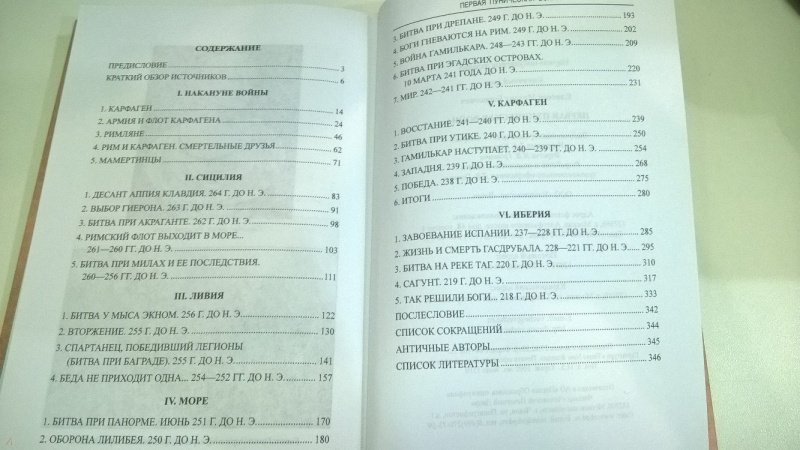 СОДЕРЖАНИЕ
ПРЕДИСЛОВИЕ 3
КРАТКИЙ ОБЗОР ИСТОЧНИКОВ 6
I. НАКАНУНЕ ВОЙНЫ
1. КАРФАГЕН 14
2. АРМИЯ И ФЛОТ КАРФАГЕНА 24
3. РИМЛЯНЕ 46
4. РИМ И КАРФАГЕН. СМЕРТЕЛЬНЫЕ ДРУЗЬЯ 62
5. МАМЕРТИНЦЫ 71
II. СИЦИЛИЯ
1. ДЕСАНТ АППИЯ КЛАВДИЯ. 264 Г. ДО Н. Э. 83
2. ВЫБОР ГИЕРОНА. 263 Г. ДО Н. Э. 91
3. БИТВА ПРИ АКРАГАНТЕ. 262 Г. ДО Н. Э. 98
4. РИМСКИЙ ФЛОТ ВЫХОДИТ В МОРЕ...
261—260 ГГ. ДО Н. Э. 103
5. БИТВА ПРИ МИЛАХ И ЕЕ ПОСЛЕДСТВИЯ.
260—256 ГГ. ДО Н. Э. 111
III. ЛИВИЯ
1. БИТВА У МЫСА ЭКНОМ. 256 Г. ДО Н. Э. 122
2. ВТОРЖЕНИЕ. 255 Г. ДО Н. Э. 130
3. СПАРТАНЕЦ, ПОБЕДИВШИЙ ЛЕГИОНЫ
(БИТВА ПРИ БАГРАДЕ). 255 Г. ДО Н. Э. 141
4. БЕДА НЕ ПРИХОДИТ ОДНА... 254—252 ГГ. ДО Н. Э. 157
IV. МОРЕ
1. БИТВА ПРИ ПАНОРМЕ. ИЮНЬ 251 Г. ДО Н. Э. 170
2. ОБОРОНА ЛИЛИБЕЯ. 250 Г. ДО Н. Э. 180
ПЕРВАЯ
3. БИТВА ПРИ ДРЕПАНЕ. 249 Г. ДО Н. Э. 193
4. БОГИ ГНЕВАЮТСЯ НА РИМ. 249 Г. ДО Н. Э. 202
5. ВОЙНА ГАМИЛЬКАРА. 248—243 ГГ. ДО Н. Э. 209
6. БИТВА ПРИ ЭГАДСКИХ ОСТРОВАХ.
10 МАРТА 241 ГОДА ДО Н. Э. 220
7. МИР. 242—241 ГГ. ДО Н. Э. 231
V. КАРФАГЕН
1. ВОССТАНИЕ. 241—240 ГГ. ДО Н. Э. 239
2. БИТВА ПРИ УТИКЕ. 240 Г. ДО Н. Э. 250
3. ГАМИЛЬКАР НАСТУПАЕТ. 240—239 ГГ. ДО Н. Э. 254
4. ЗАПАДНЯ. 239 Г. ДО Н. Э. 268
5. ПОБЕДА. 238 Г. ДО Н. Э. 275
6. ИТОГИ 280
VI. ИБЕРИЯ
1. ЗАВОЕВАНИЕ ИСПАНИИ. 237—228 ГГ. ДО Н. Э. 285
2. ЖИЗНЬ И СМЕРТЬ ГАСДРУБАЛА. 228—221 ГГ. ДО Н. Э. 295
3. БИТВА НА РЕКЕ ТАГ. 220 Г. ДО Н. Э. 310
4. САГУНТ. 219 Г. ДО Н. Э. 317
5. ТАК РЕШИЛИ БОГИ... 218 Г. ДО Н. Э. 333
ПОСЛЕСЛОВИЕ 342
СПИСОК СОКРАЩЕНИЙ 344
АНТИЧНЫЕ АВТОРЫ 345
СПИСОК ЛИТЕРАТУРЫ 346